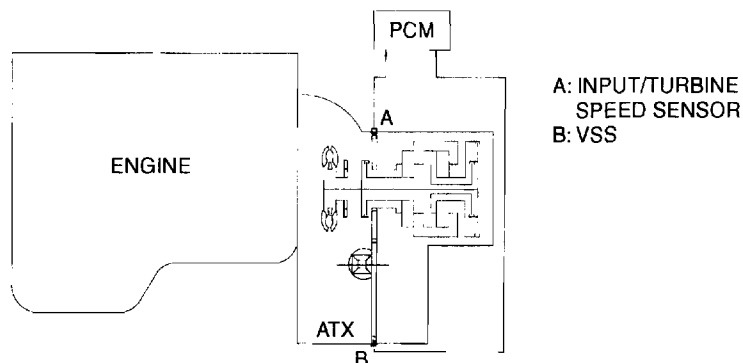 PCM
A
A: INPUT/TURBINE
SPEED SENSOR
B: VSS
ENGINE
ATX
B